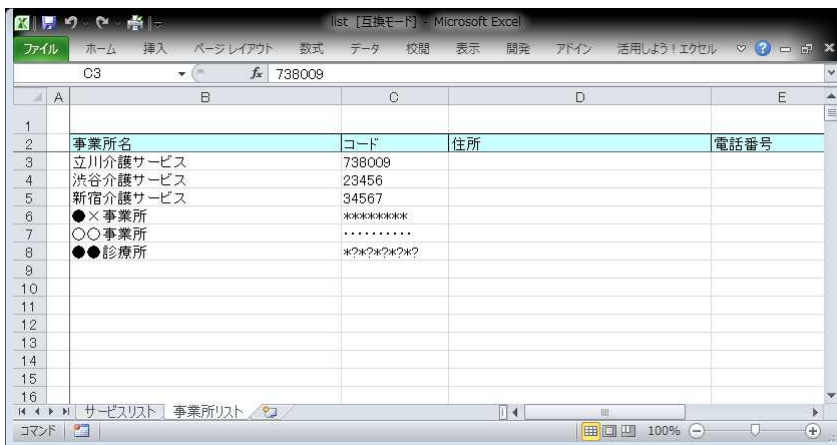 list [互換モード] - Microsoft Excel
ファイル ホーム 挿入 ページ レイアウト 数式 データ 校閲 表示 開発 アドイン 活用しよう！エクセル
C3 fx 738009
A B C D E
1
2 事業所名 コード 住所 電話番号
3 立川介護サービス 738009
4 渋谷介護サービス 23456
5 新宿介護サービス 34567
6 ●×事業所 ********
7 ○○事業所 ・・・・・・・・・・
8 ●●診療所 *?*?*?*?*?
9
10
11
12
13
14
15
16
サービスリスト 事業所リスト
コマンド 100%